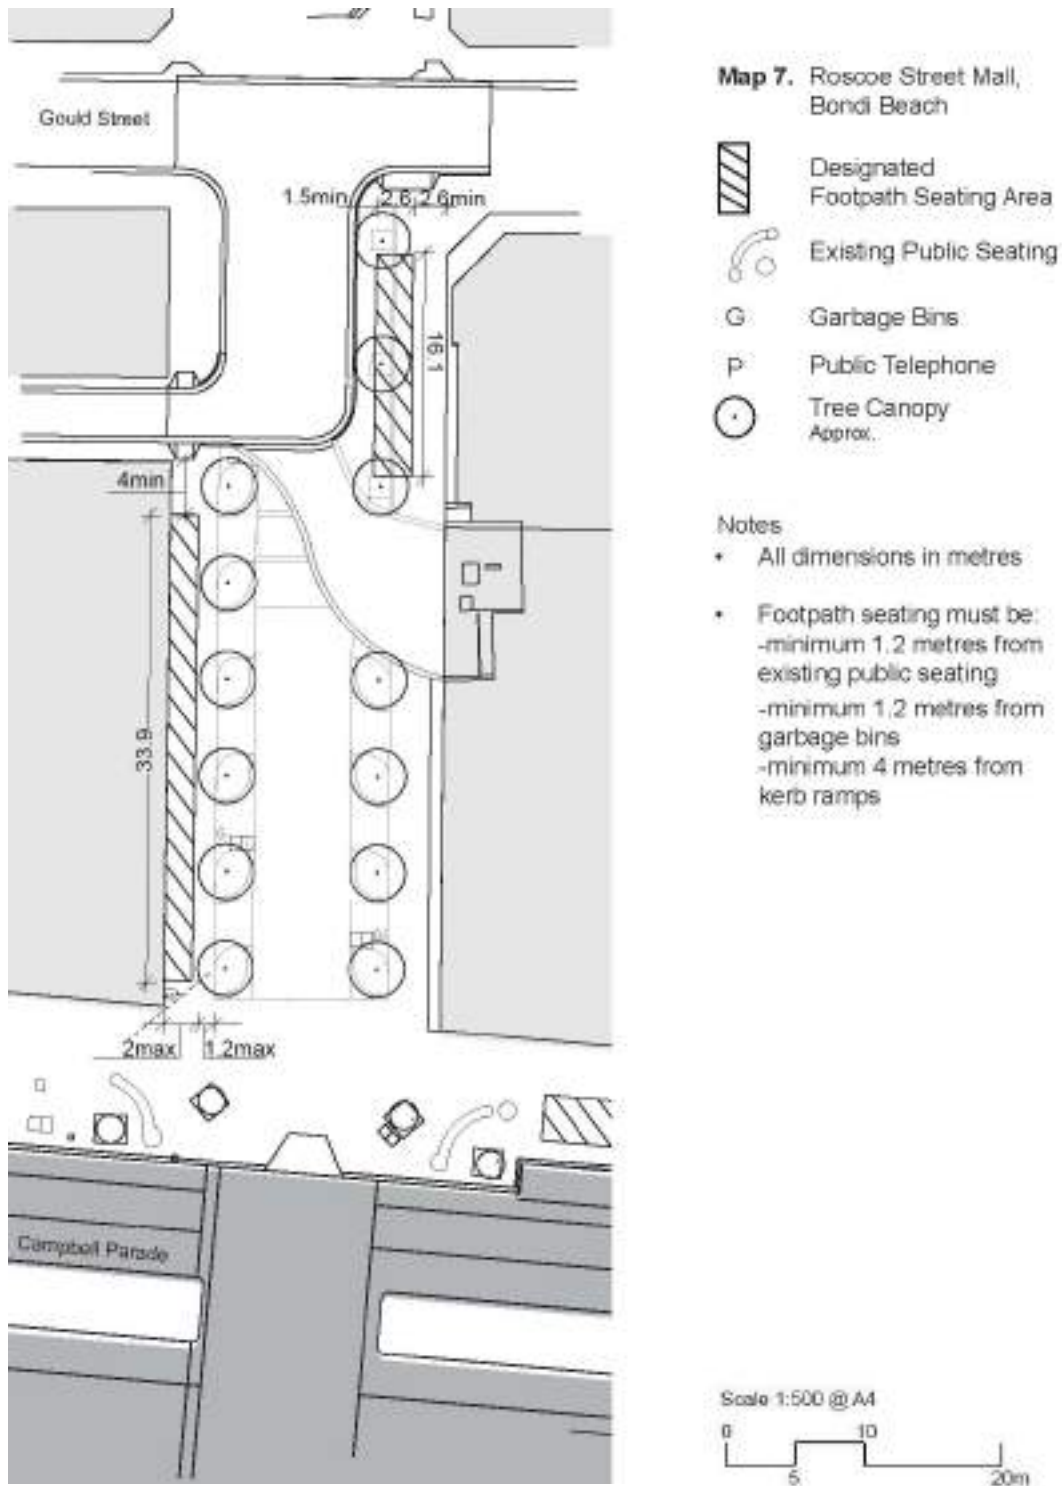 Map 7. Roscoe Street Mall,
Bondi Beach
Designated
Footpath Seating Area
Existing Public Seating
G Garbage Bins
P Public Telephone
Tree Canopy
Approx.
Notes
• All dimensions in metres
• Footpath seating must be:
-minimum 1.2 metres from
existing public seating
-minimum 1.2 metres from
garbage bins
-minimum 4 metres from
kerb ramps
Scale 1:500 @ A4
0 10
5 20m
Gould Street
1.5min 2.6 2.6min
16.1
4min
33.9
2max 1.2max
Campbell Parade